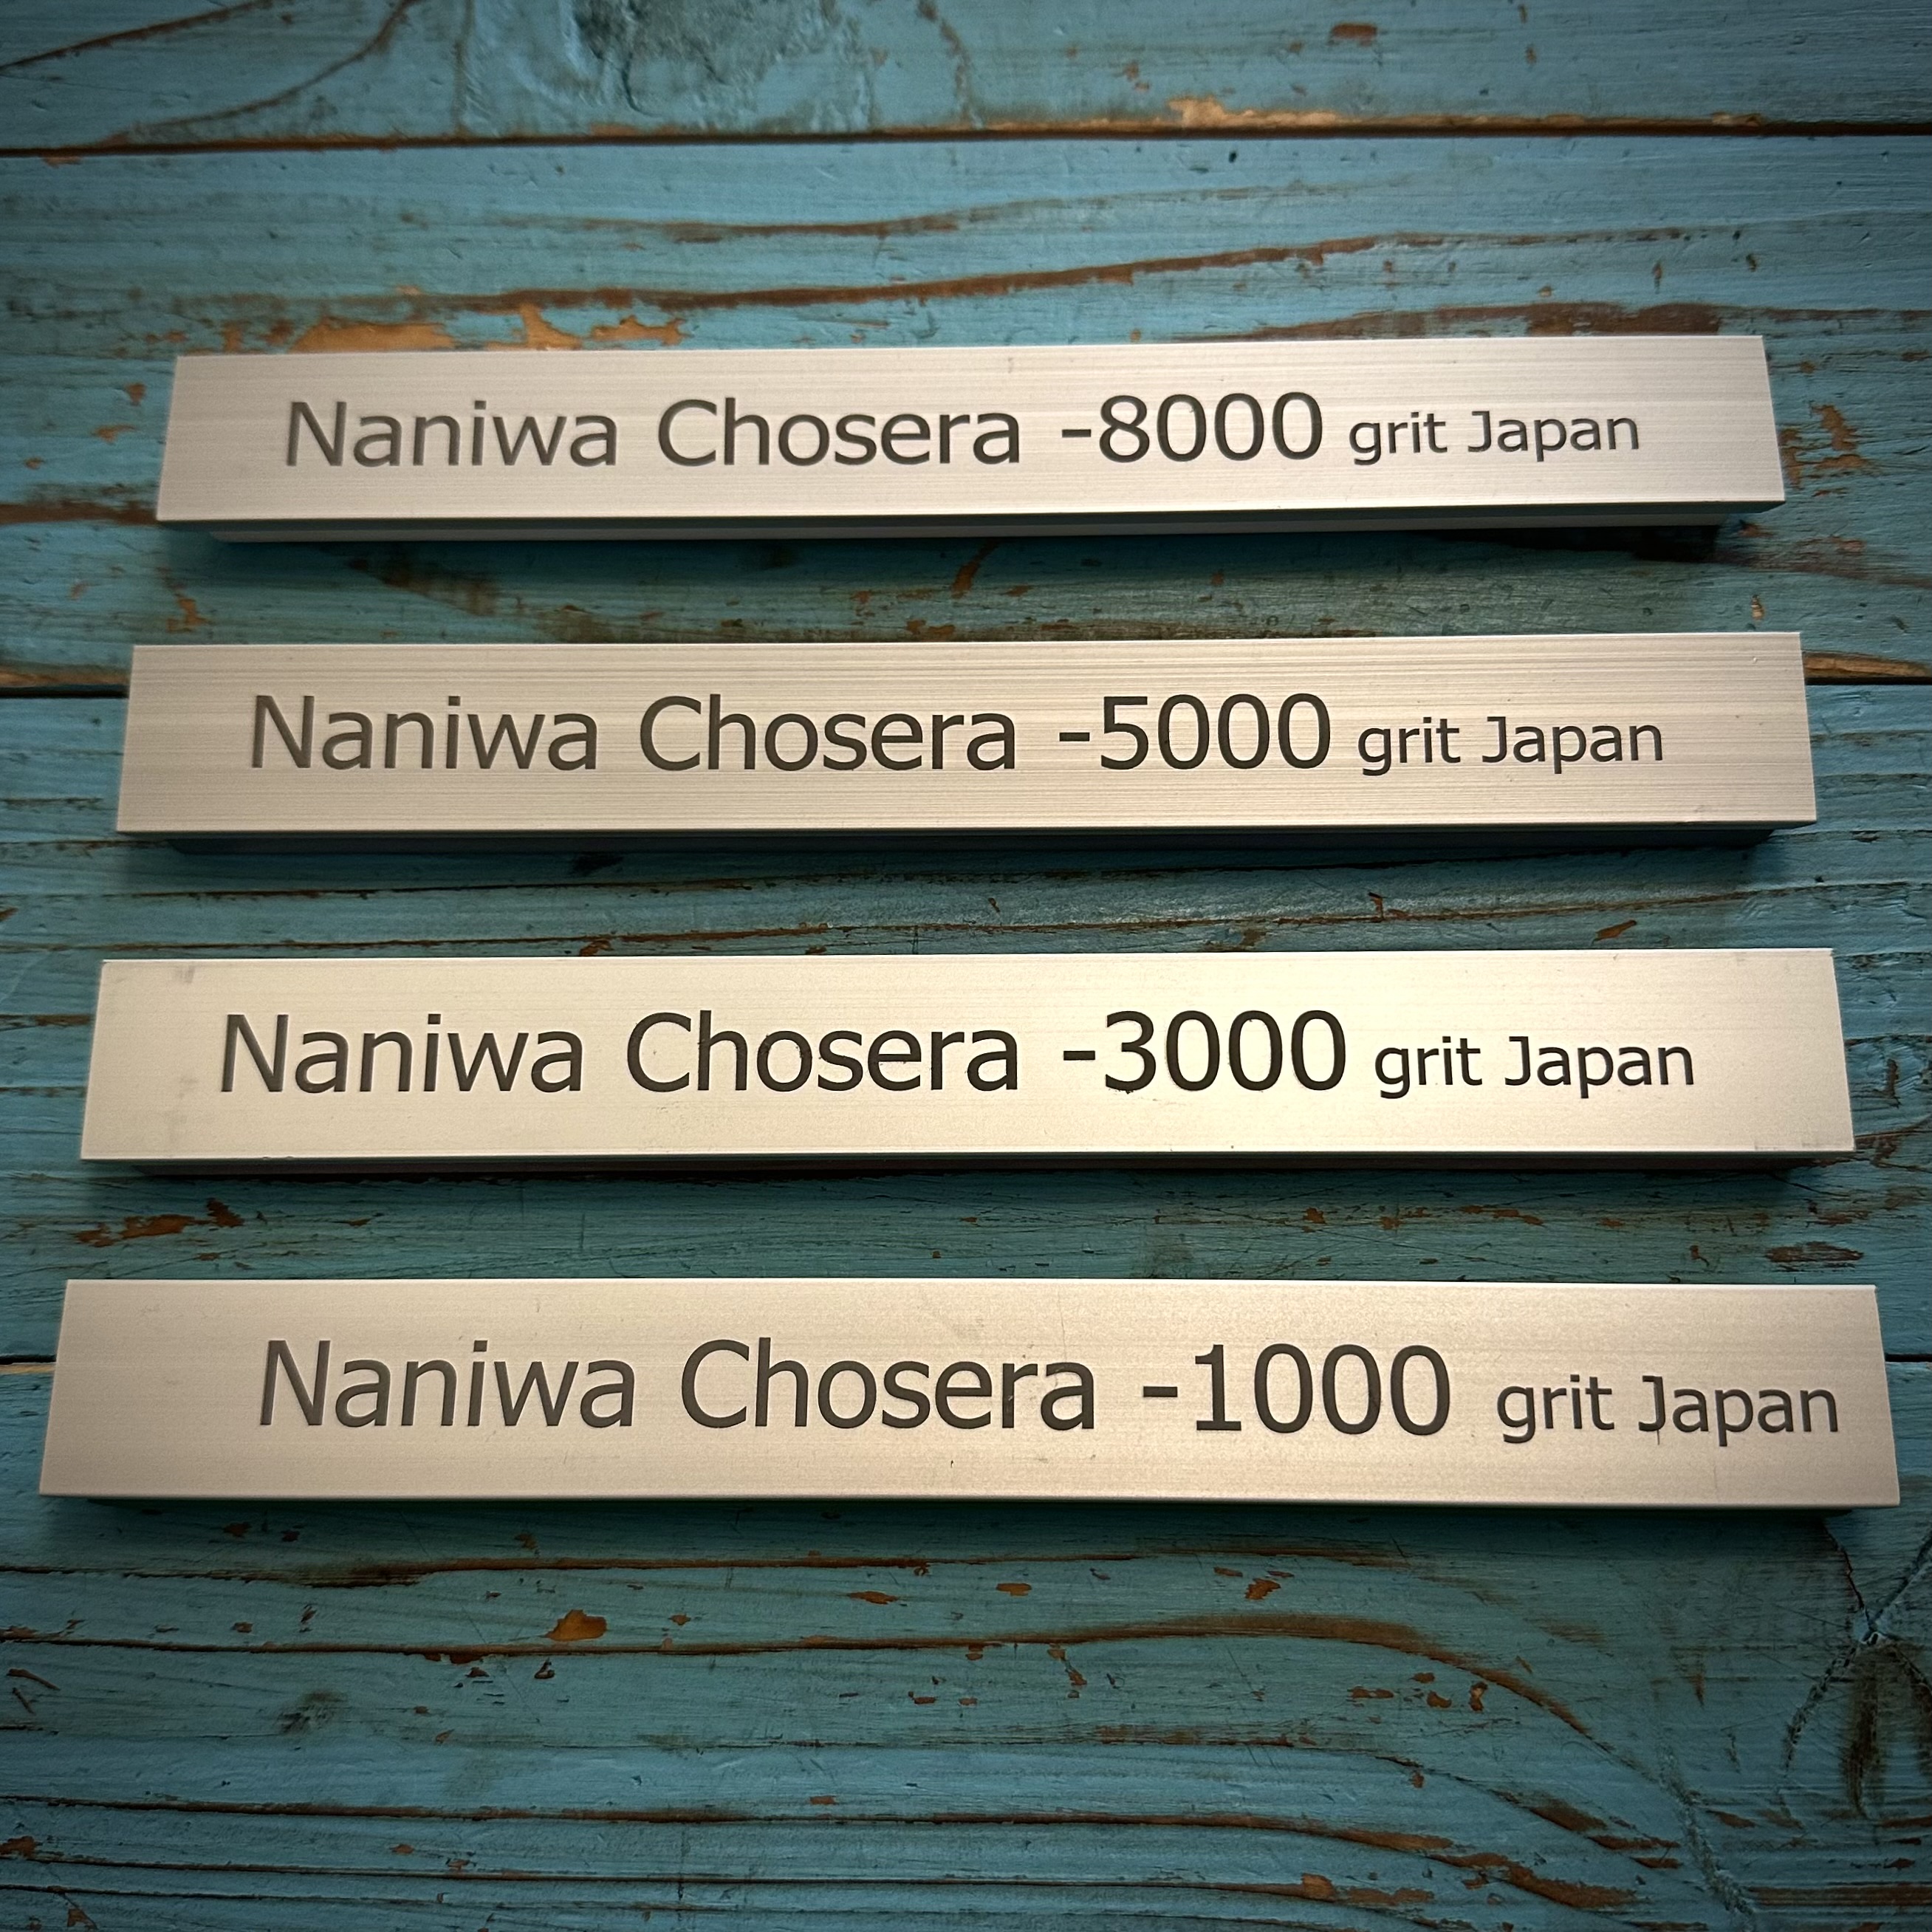 Naniwa Chosera -8000 grit Japan
Naniwa Chosera -5000 grit Japan
Naniwa Chosera -3000 grit Japan
Naniwa Chosera -1000 grit Japan